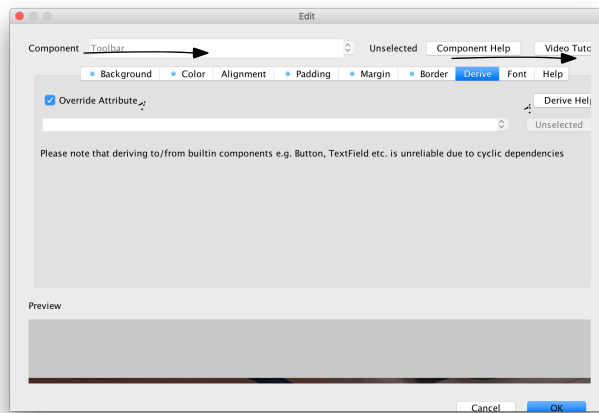 Edit
Component Toolbar Unselected Component Help Video Tuto
Background Color Alignment Padding Margin Border Derive Font Help
Override Attribute Derive Help
Unselected
Please note that deriving to/from builtin components e.g. Button, TextField etc. is unreliable due to cyclic dependencies
Preview
Cancel OK